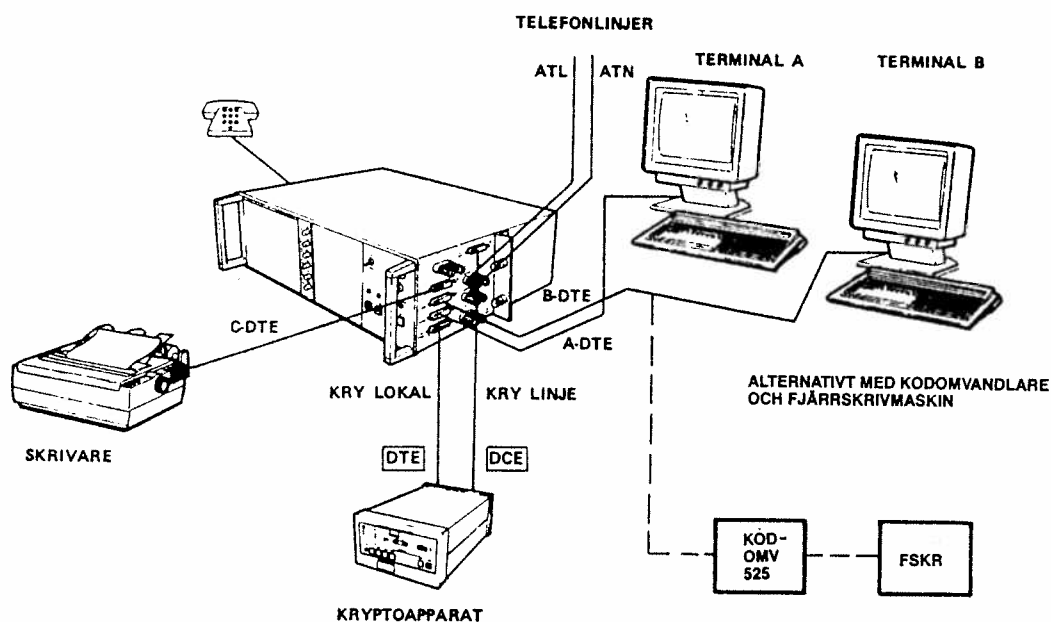 TELEFONLINJER
ATL
ATN
TERMINAL A
TERMINAL B
B-DTE
A-DTE
C-DTE
KRY LOKAL
KRY LINJE
ALTERNATIVT MED KODOMVANDLARE
OCH FJÄRRSKRIVMASKIN
SKRIVARE
DTE
DCE
KOD-
OMV
525
FSKR
KRYPTOAPPARAT